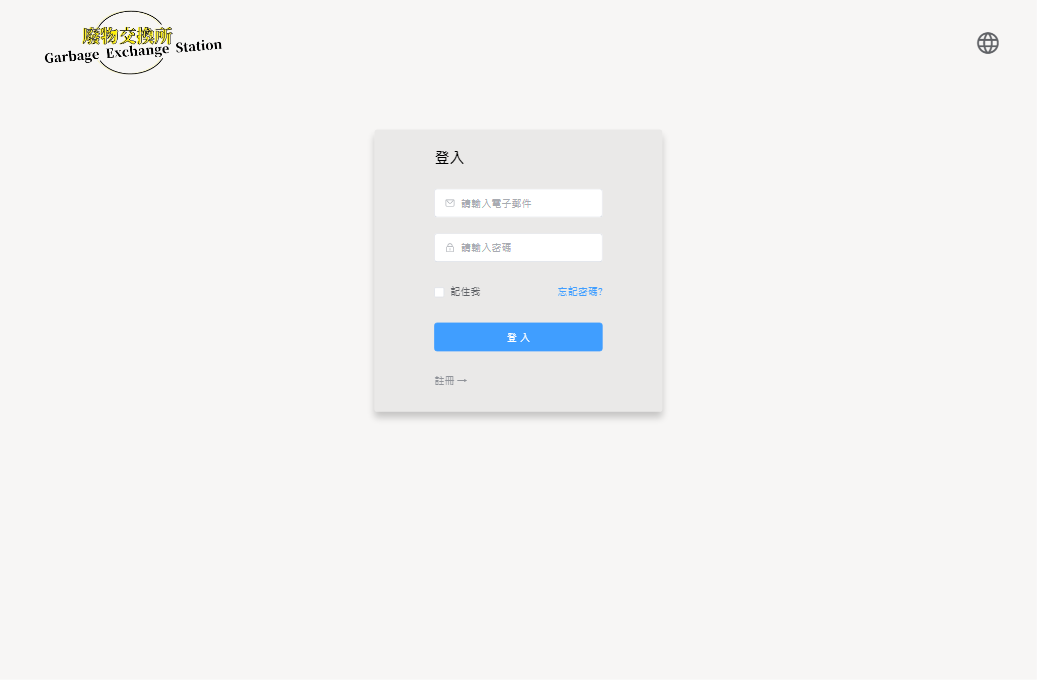 廢物交換所
Garbage Exchange Station
登入
請輸入電子郵件
請輸入密碼
記住我
忘記密碼?
登 入
註冊 →